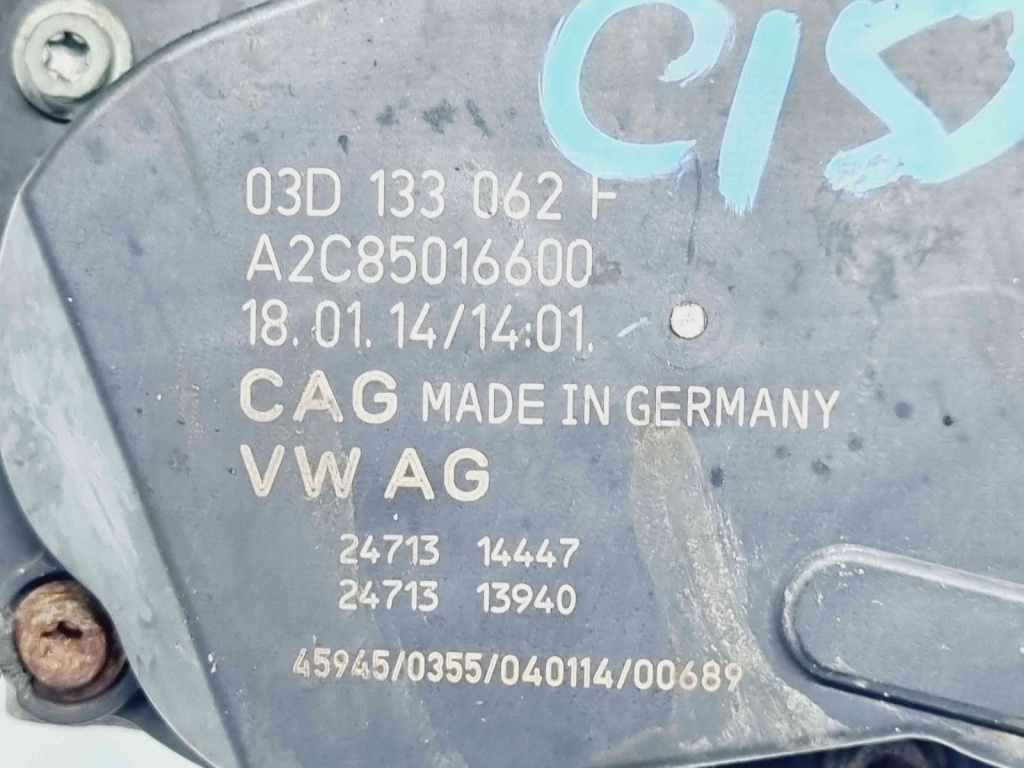 03D 133 062 F
A2C85016600
18.01.14/14:01.
CAG MADE IN GERMANY
VW AG
24713 14447
24713 13940
45945/0355/040114/00689